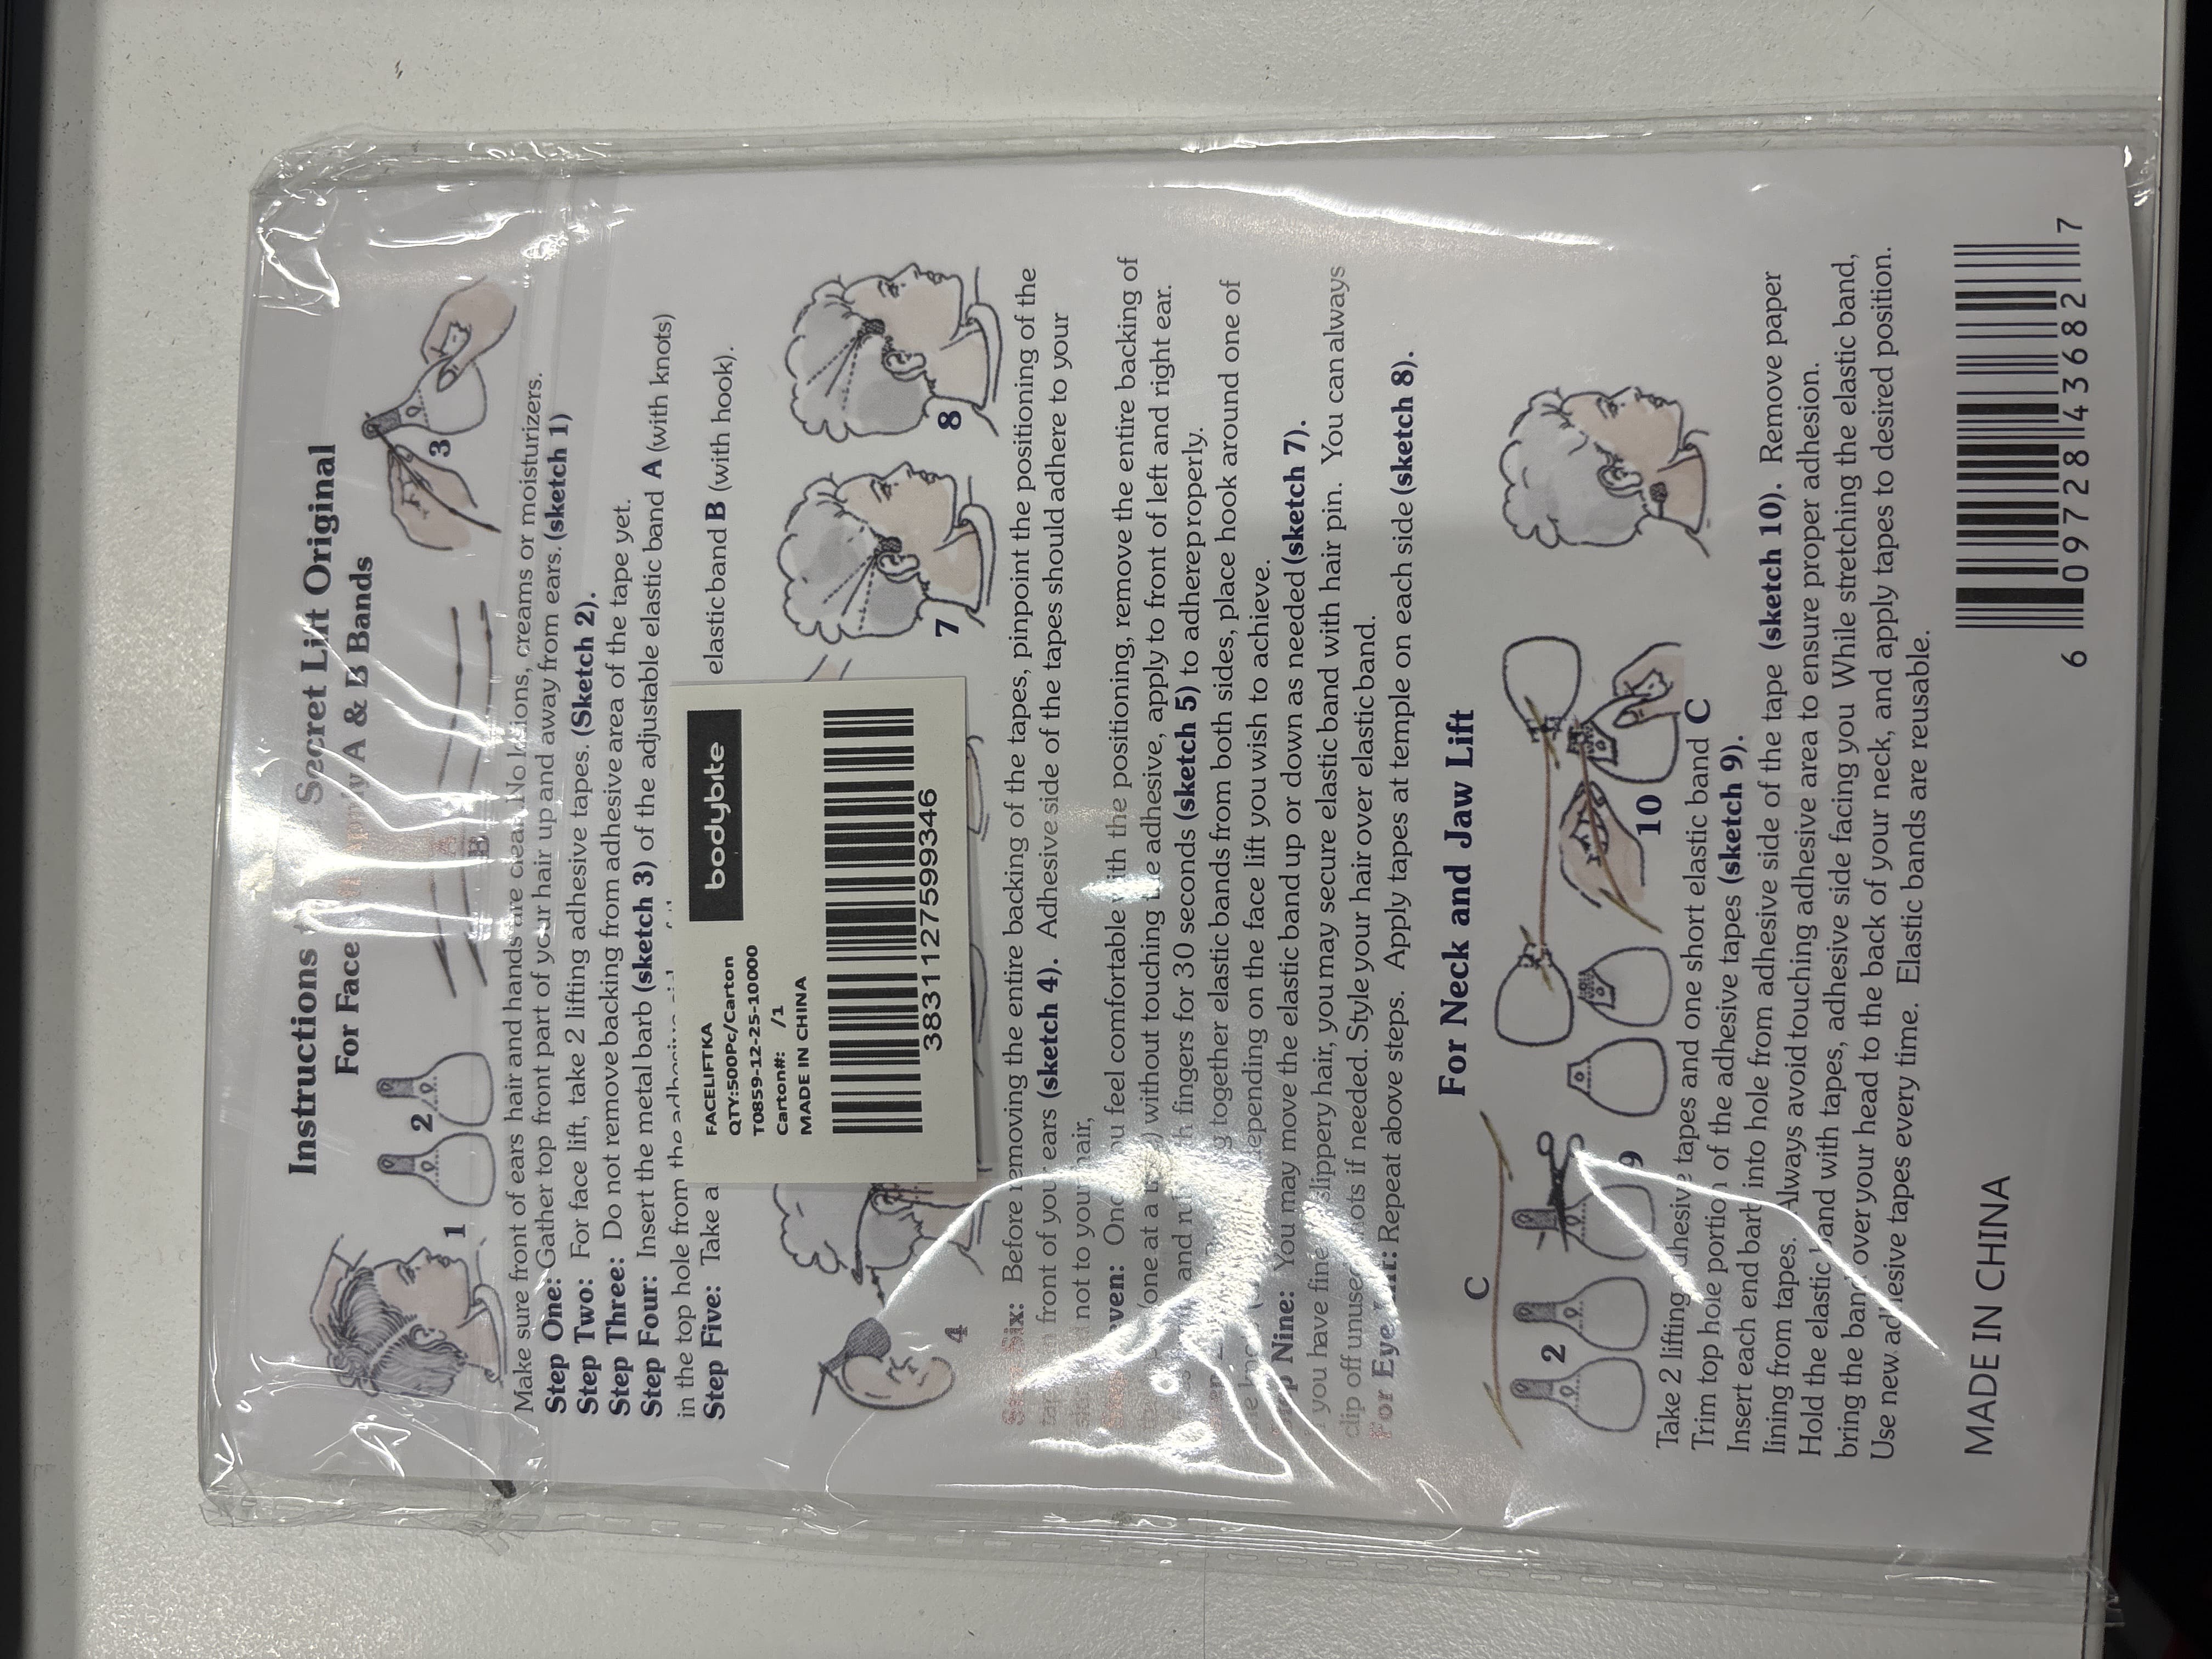 Instructions Secret Lift Original
For Face A & B Bands
1
2
A
B
3
Make sure front of ears hair and hands are clean. No lotions, creams or moisturizers.
Step One: Gather top front part of your hair up and away from ears. (sketch 1)
Step Two: For face lift, take 2 lifting adhesive tapes. (Sketch 2).
Step Three: Do not remove backing from adhesive area of the tape yet.
Step Four: Insert the metal barb (sketch 3) of the adjustable elastic band A (with knots)
in the top hole from the adhesive
Step Five: Take a elastic band B (with hook).
FACELIFTKA
QTY:500Pc/Carton
T0859-12-25-10000
Carton#: /1
MADE IN CHINA
bodybite
3831127599346
4
7
8
Six: Before removing the entire backing of the tapes, pinpoint the positioning of the
front of your ears (sketch 4). Adhesive side of the tapes should adhere to your
not to your hair,
you feel comfortable with the positioning, remove the entire backing of
(one at a without touching the adhesive, apply to front of left and right ear.
and fingers for 30 seconds (sketch 5) to adhere properly.
together elastic bands from both sides, place hook around one of
depending on the face lift you wish to achieve.
Nine: You may move the elastic band up or down as needed (sketch 7).
you have fine slippery hair, you may secure elastic band with hair pin. You can always
clip off unused if needed. Style your hair over elastic band.
For Eye Repeat above steps. Apply tapes at temple on each side (sketch 8).
For Neck and Jaw Lift
C
2
9
10
Take 2 lifting adhesive tapes and one short elastic band C
Trim top hole portion of the adhesive tapes (sketch 9).
Insert each end barb into hole from adhesive side of the tape (sketch 10). Remove paper
lining from tapes. Always avoid touching adhesive area to ensure proper adhesion.
Hold the elastic band with tapes, adhesive side facing you While stretching the elastic band,
bring the band over your head to the back of your neck, and apply tapes to desired position.
Use new adhesive tapes every time. Elastic bands are reusable.
MADE IN CHINA
6 09728 43682 7